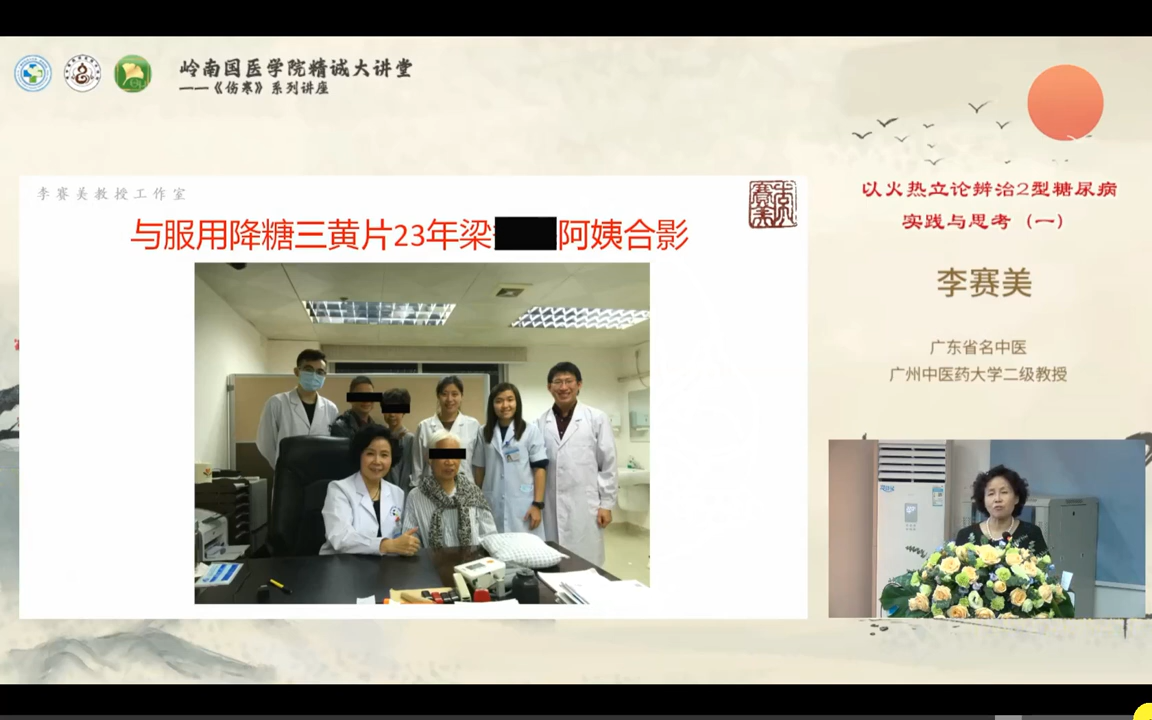 岭南国医学院精诚大讲堂
——《伤寒》系列讲座
李赛美教授工作室
与服用降糖三黄片23年梁 阿姨合影
以火热立论辨治2型糖尿病
实践与思考（一）
李赛美
广东省名中医
广州中医药大学二级教授